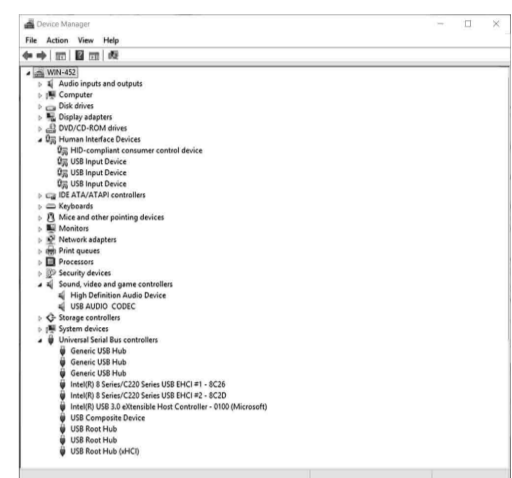 Device Manager
File Action View Help
WIN-452
Audio inputs and outputs
Computer
Disk drives
Display adapters
DVD/CD-ROM drives
Human Interface Devices
HID-compliant consumer control device
USB Input Device
USB Input Device
USB Input Device
IDE ATA/ATAPI controllers
Keyboards
Mice and other pointing devices
Monitors
Network adapters
Print queues
Processors
Security devices
Sound, video and game controllers
High Definition Audio Device
USB AUDIO CODEC
Storage controllers
System devices
Universal Serial Bus controllers
Generic USB Hub
Generic USB Hub
Generic USB Hub
Intel(R) 8 Series/C220 Series USB EHCI #1 - 8C26
Intel(R) 8 Series/C220 Series USB EHCI #2 - 8C2D
Intel(R) USB 3.0 eXtensible Host Controller - 0100 (Microsoft)
USB Composite Device
USB Root Hub
USB Root Hub
USB Root Hub (xHCI)